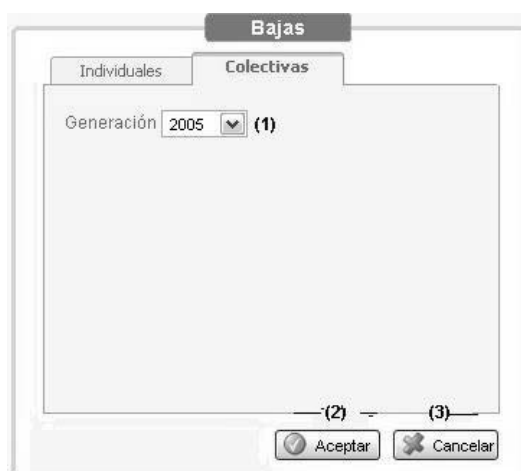 Bajas
Individuales Colectivas
Generación 2005 (1)
(2) (3)
Aceptar Cancelar